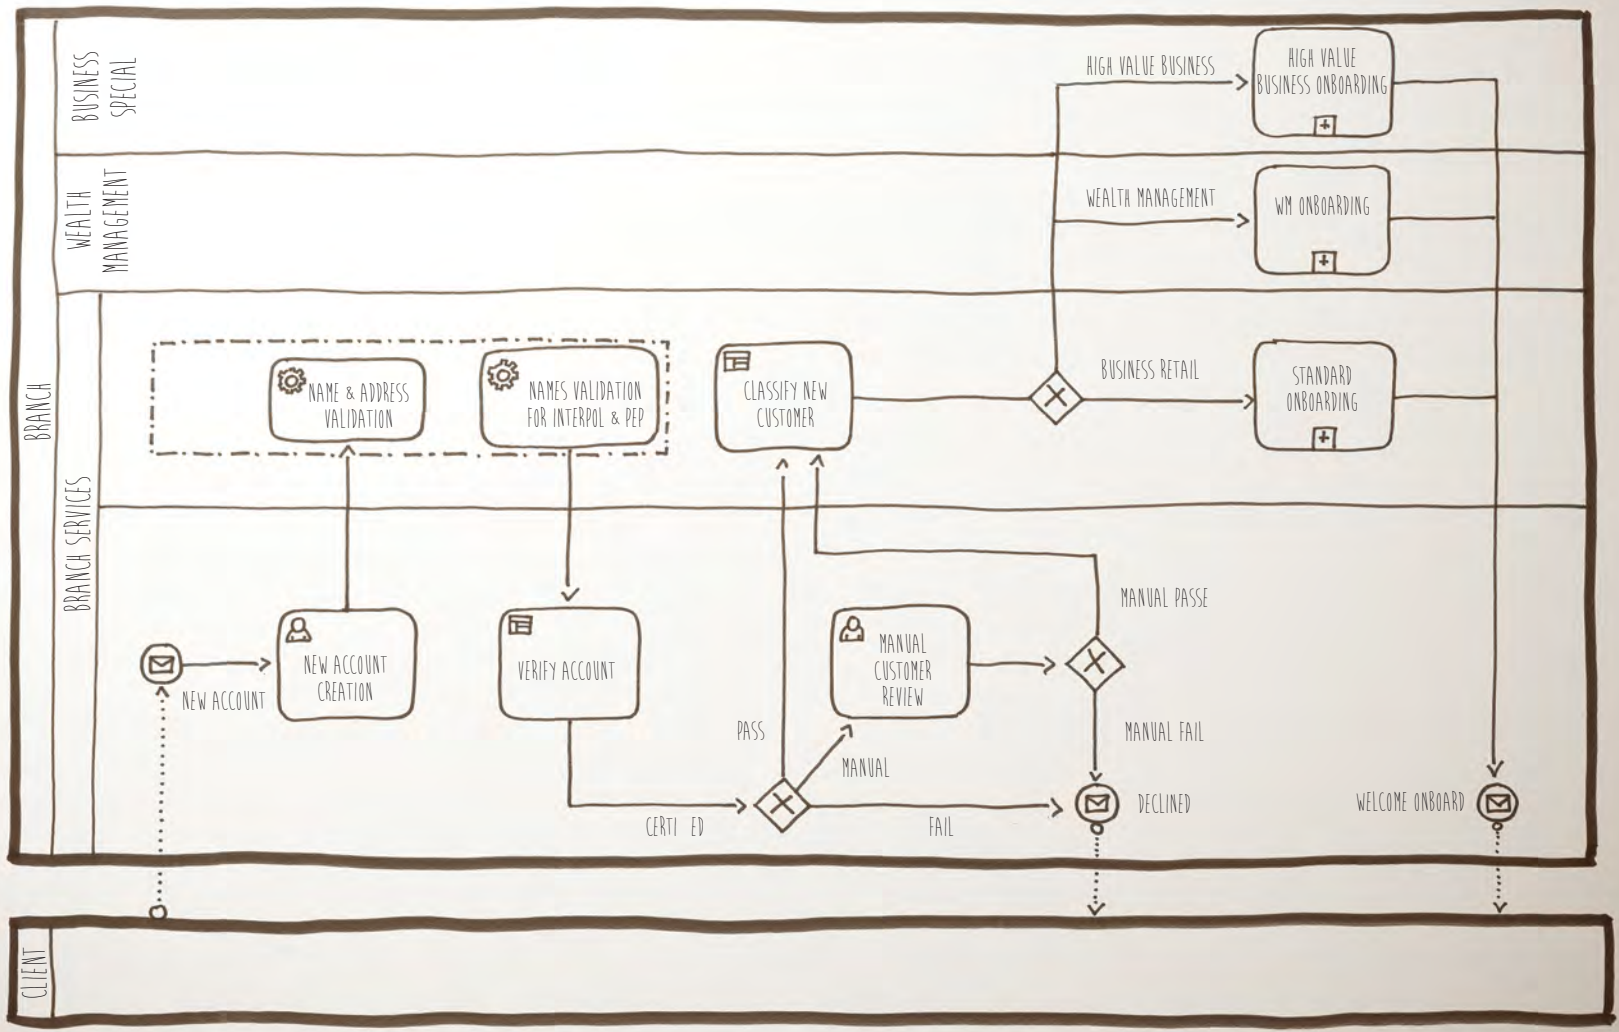 BUSINESS
SPECIAL
HIGH VALUE BUSINESS
HIGH VALUE
BUSINESS ONBOARDING
WEALTH
MANAGEMENT
WEALTH MANAGEMENT
WM ONBOARDING
BRANCH
BRANCH SERVICES
NAME & ADDRESS
VALIDATION
NAMES VALIDATION
FOR INTERPOL & PEP
CLASSIFY NEW
CUSTOMER
BUSINESS RETAIL
STANDARD
ONBOARDING
NEW ACCOUNT
NEW ACCOUNT
CREATION
VERIFY ACCOUNT
MANUAL
CUSTOMER
REVIEW
MANUAL PASSE
PASS
MANUAL
MANUAL FAIL
CERTI ED
FAIL
DECLINED
WELCOME ONBOARD
CLIENT